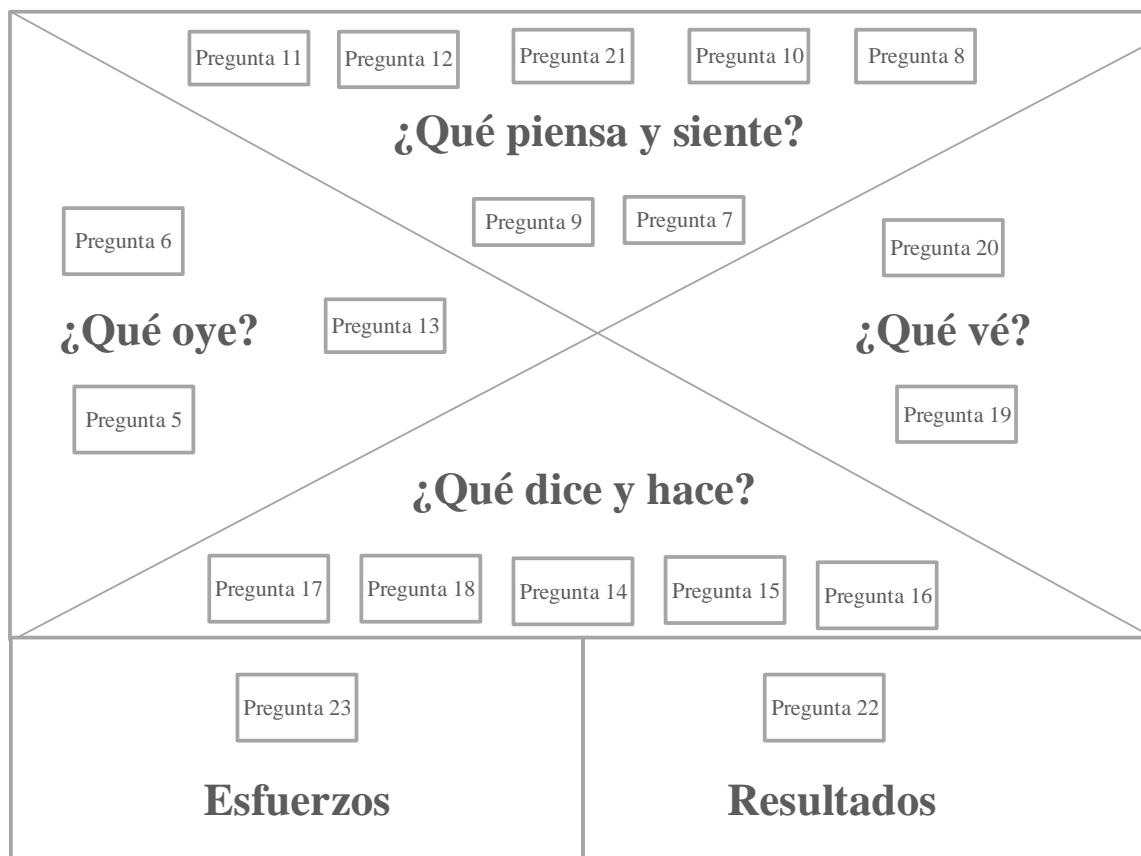 Pregunta 11
Pregunta 12
Pregunta 21
Pregunta 10
Pregunta 8
¿Qué piensa y siente?
Pregunta 9
Pregunta 7
Pregunta 6
¿Qué oye?
Pregunta 13
Pregunta 5
Pregunta 20
¿Qué vé?
Pregunta 19
¿Qué dice y hace?
Pregunta 17
Pregunta 18
Pregunta 14
Pregunta 15
Pregunta 16
Pregunta 23
Esfuerzos
Pregunta 22
Resultados